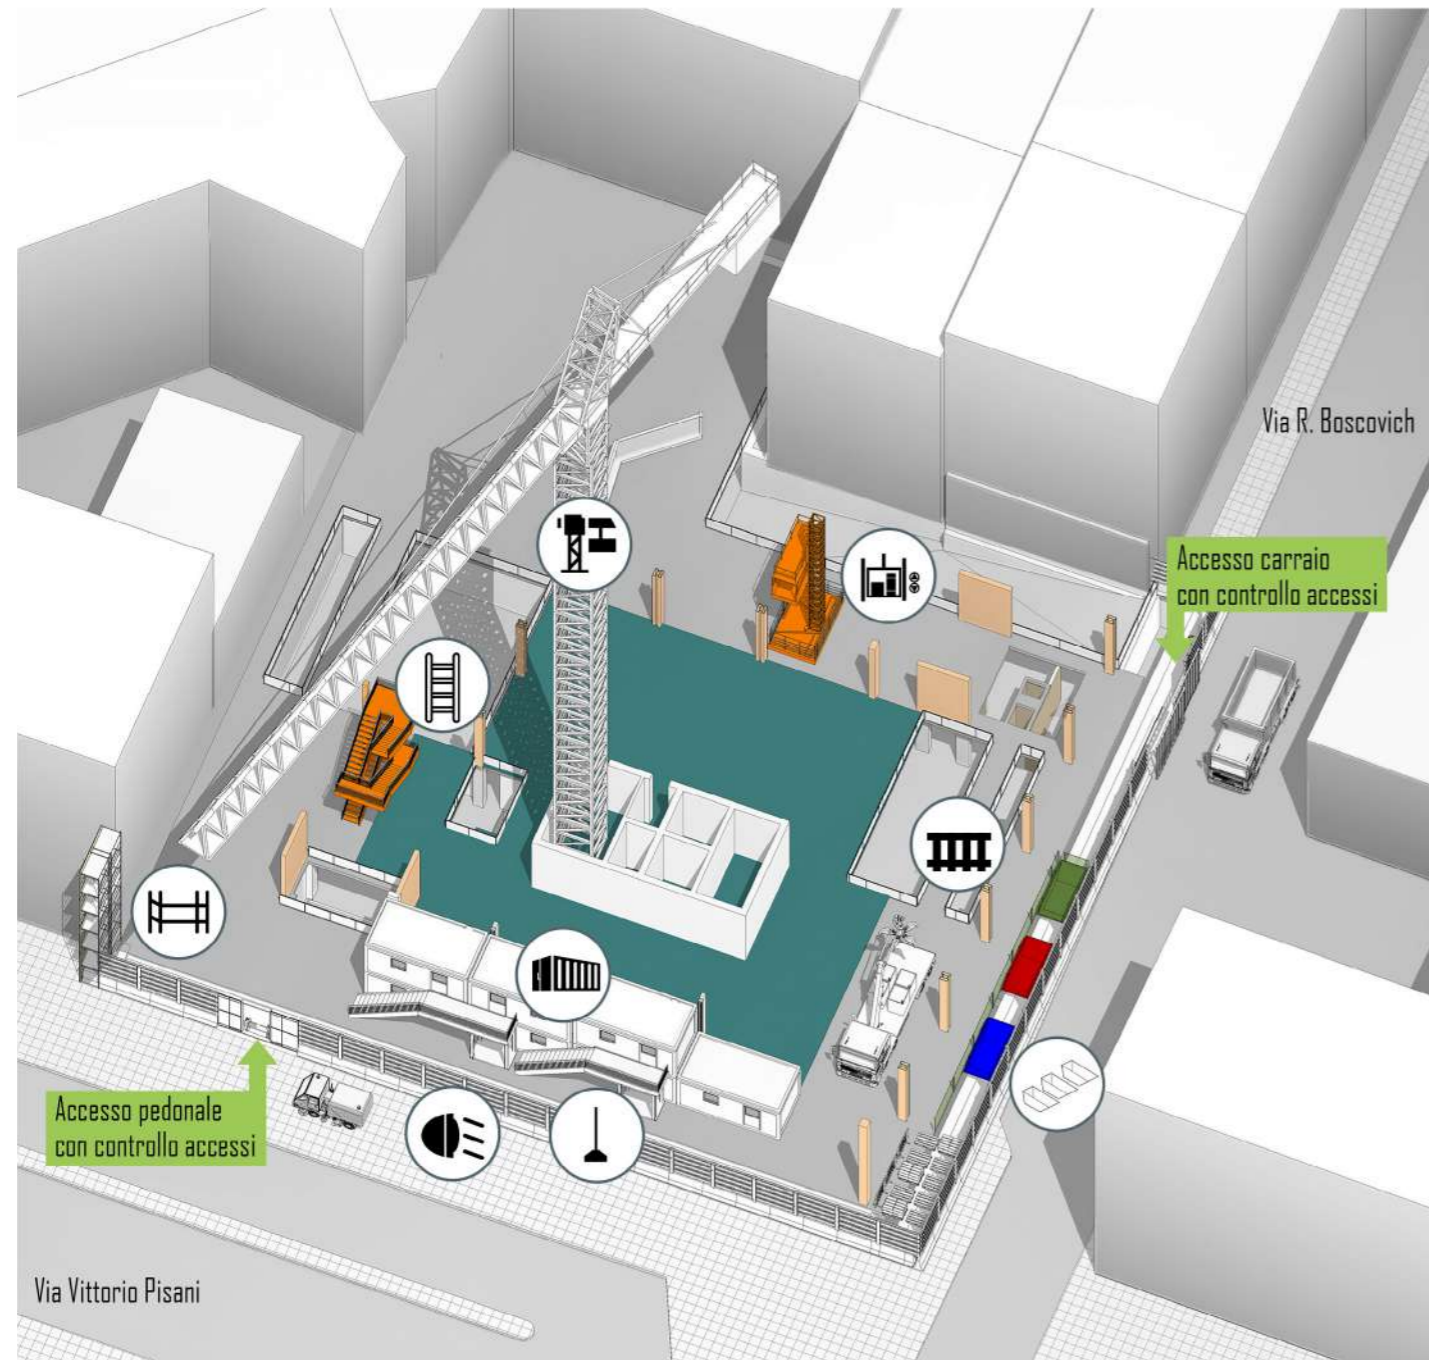 Via R. Boscovich
Accesso carraio
con controllo accessi
Accesso pedonale
con controllo accessi
Via Vittorio Pisani